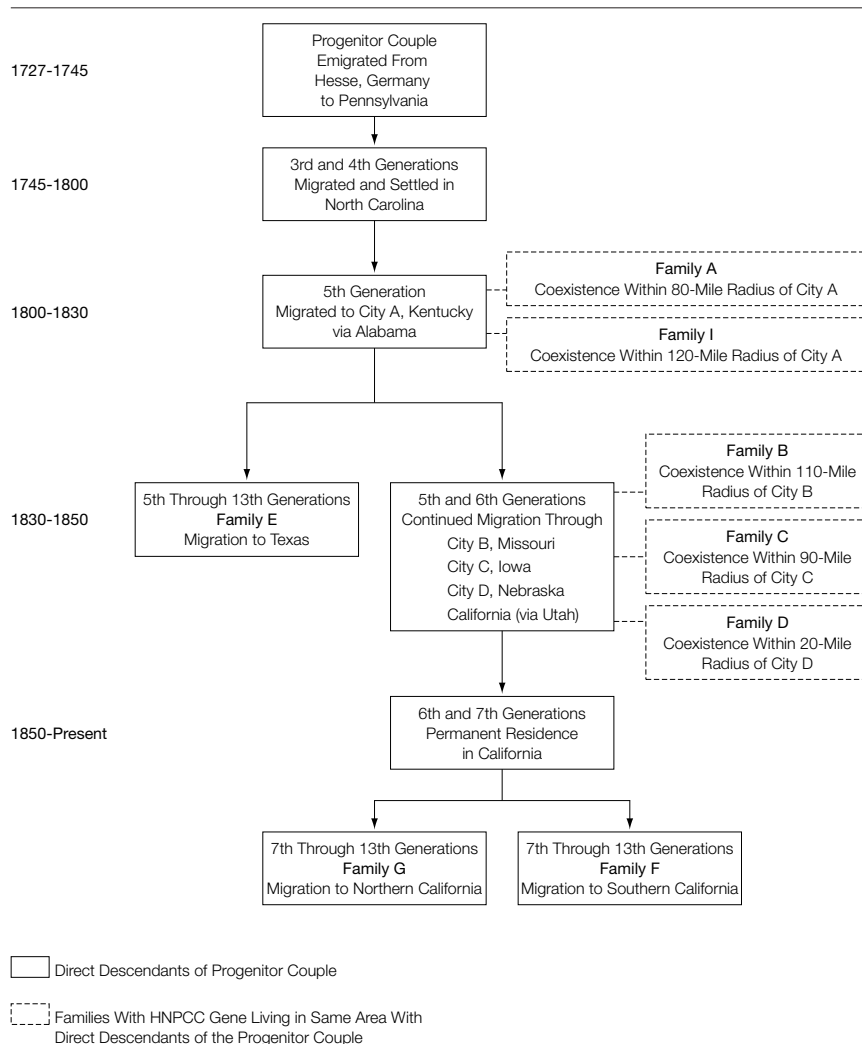 1727-1745
Progenitor Couple
Emigrated From
Hesse, Germany
to Pennsylvania
1745-1800
3rd and 4th Generations
Migrated and Settled in
North Carolina
1800-1830
5th Generation
Migrated to City A, Kentucky
via Alabama
Family A
Coexistence Within 80-Mile Radius of City A
Family I
Coexistence Within 120-Mile Radius of City A
1830-1850
5th Through 13th Generations
Family E
Migration to Texas
5th and 6th Generations
Continued Migration Through
City B, Missouri
City C, Iowa
City D, Nebraska
California (via Utah)
Family B
Coexistence Within 110-Mile
Radius of City B
Family C
Coexistence Within 90-Mile
Radius of City C
Family D
Coexistence Within 20-Mile
Radius of City D
1850-Present
6th and 7th Generations
Permanent Residence
in California
7th Through 13th Generations
Family G
Migration to Northern California
7th Through 13th Generations
Family F
Migration to Southern California
Direct Descendants of Progenitor Couple
Families With HNPCC Gene Living in Same Area With
Direct Descendants of the Progenitor Couple